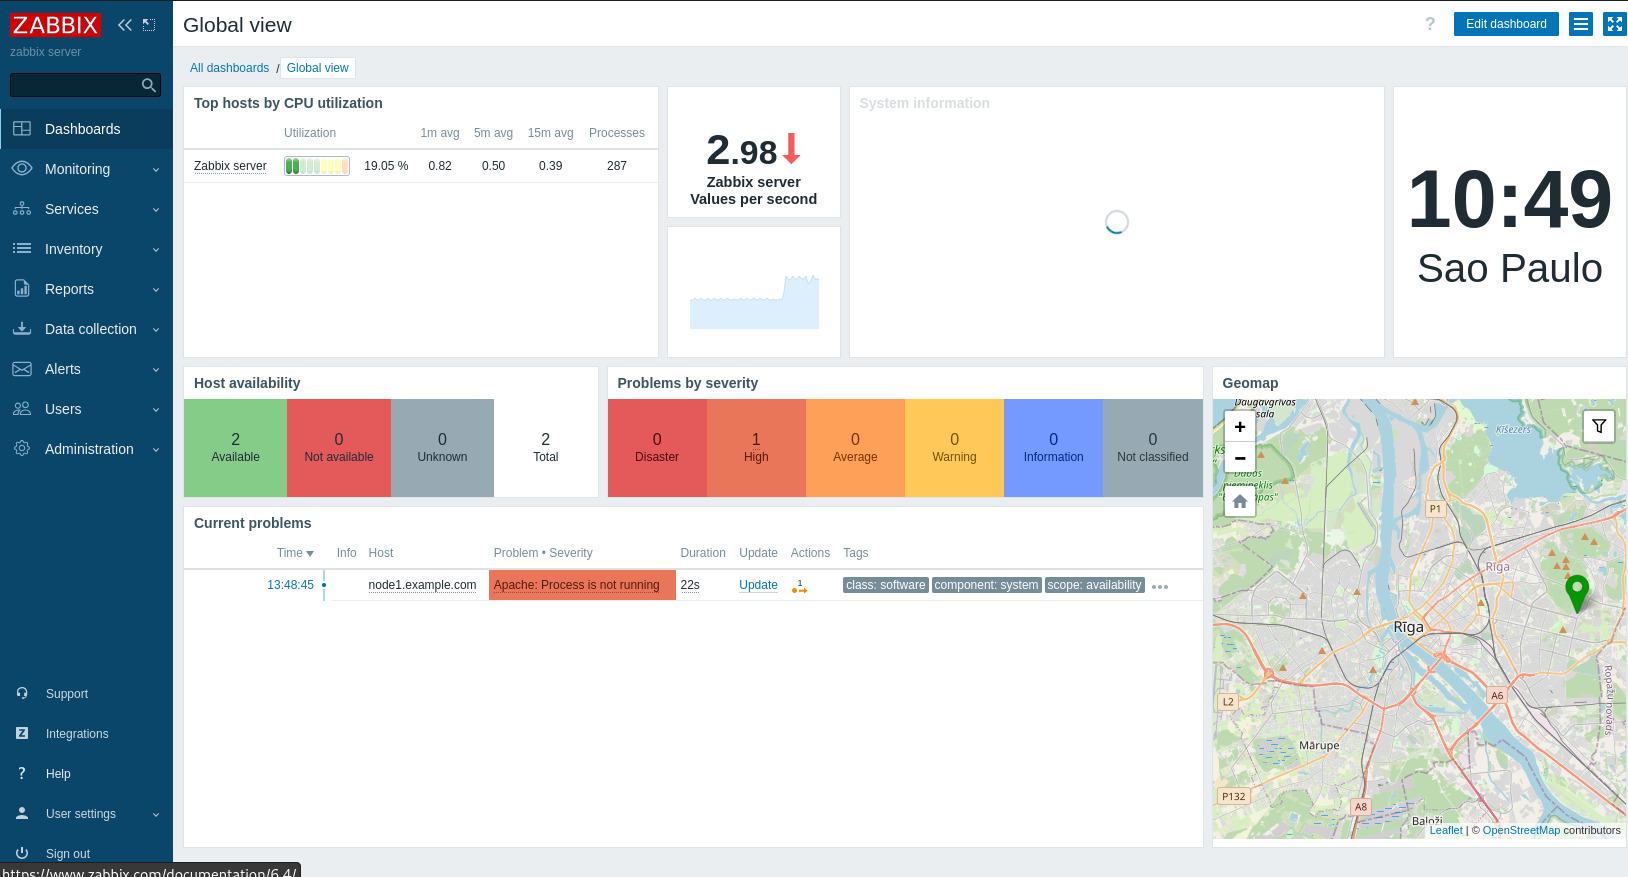 ZABBIX
zabbix server
Dashboards
Monitoring
Services
Inventory
Reports
Data collection
Alerts
Users
Administration
Support
Integrations
Help
User settings
Sign out
https://www.zabbix.com/documentation/6.4/
Global view
?
Edit dashboard
All dashboards / Global view
Top hosts by CPU utilization
Utilization 1m avg 5m avg 15m avg Processes
Zabbix server 19.05 % 0.82 0.50 0.39 287
2.98
Zabbix server
Values per second
System information
10:49
Sao Paulo
Host availability
2 0 0 2
Available Not available Unknown Total
Problems by severity
0 1 0 0 0 0
Disaster High Average Warning Information Not classified
Current problems
Time Info Host Problem • Severity Duration Update Actions Tags
13:48:45 node1.example.com Apache: Process is not running 22s Update 1 class: software component: system scope: availability
Geomap
Daugavgrīvas
sala
+
−
Ķīšezers
P1
Rīga
Rīga
Ropažu novads
A6
L2
Mārupe
P132
A8
Baloži
Leaflet | © OpenStreetMap contributors